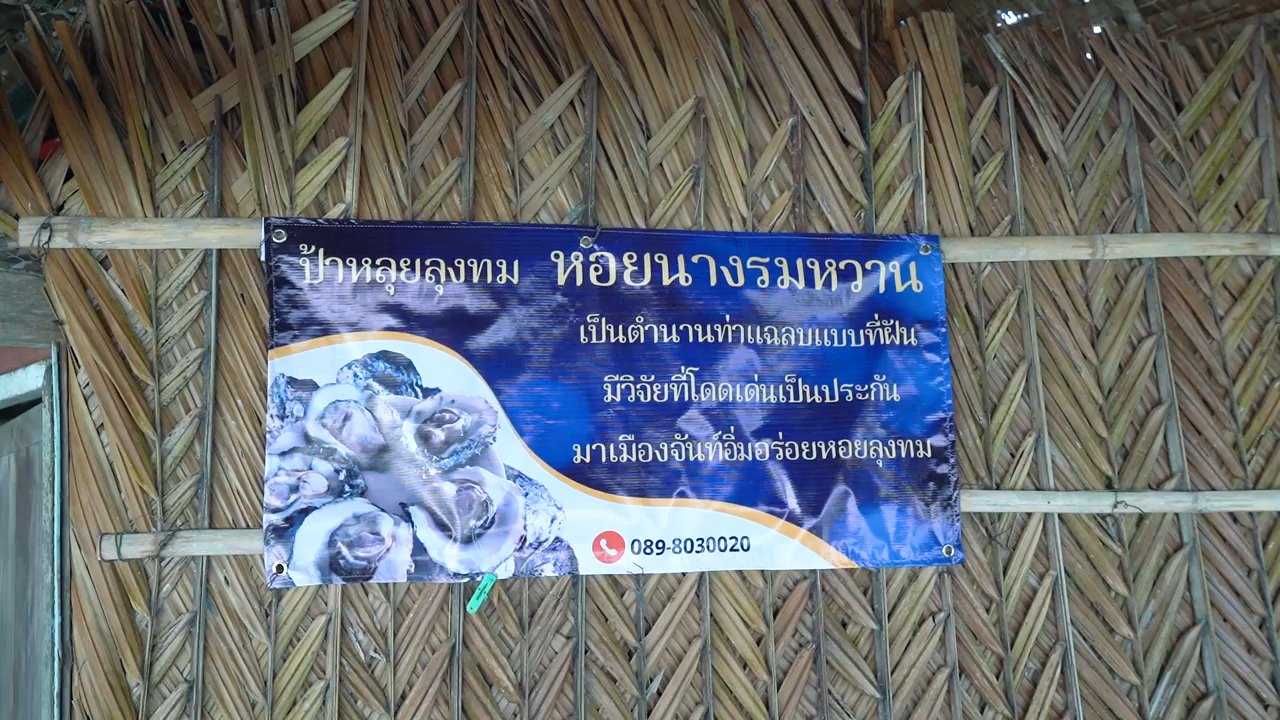 ป้าหลุยลุงทม หอยนางรมหวาน
เป็นตำนานท่าแฉลบแบบที่ฝัน
มีวิจัยที่โดดเด่นเป็นประกัน
มาเมืองจันท์อิ่มอร่อยหอยลุงทม
089-8030020